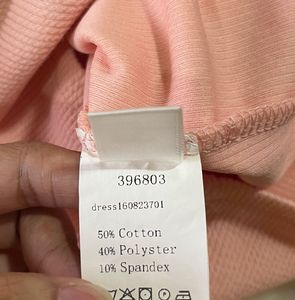 396803
dress160823701
50% Cotton
40% Polyster
10% Spandex